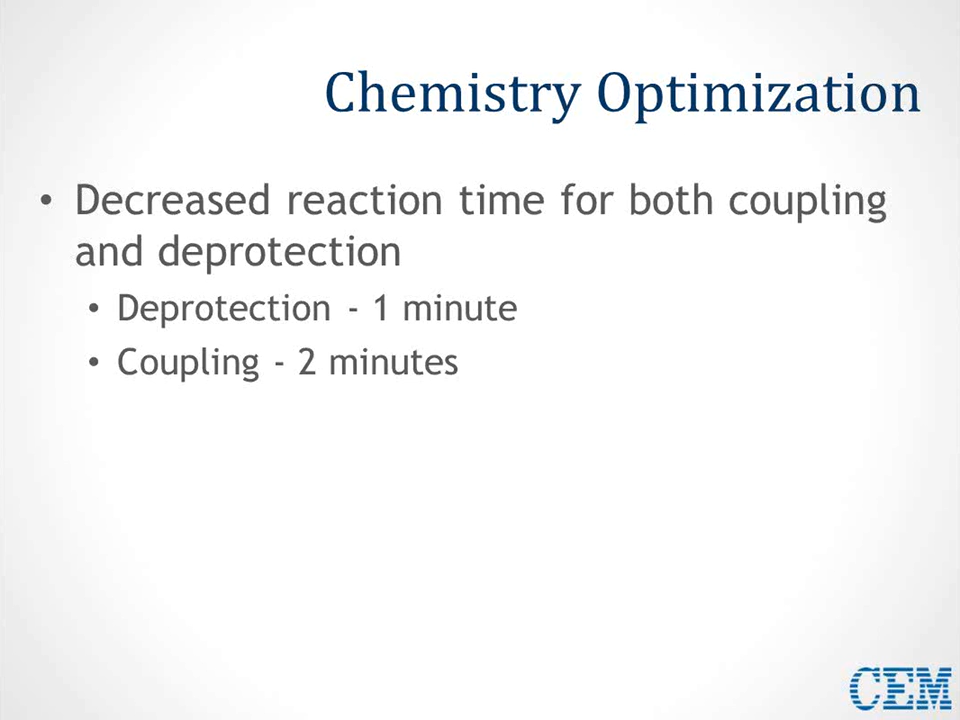 Chemistry Optimization
• Decreased reaction time for both coupling
and deprotection
• Deprotection - 1 minute
• Coupling - 2 minutes
CEM